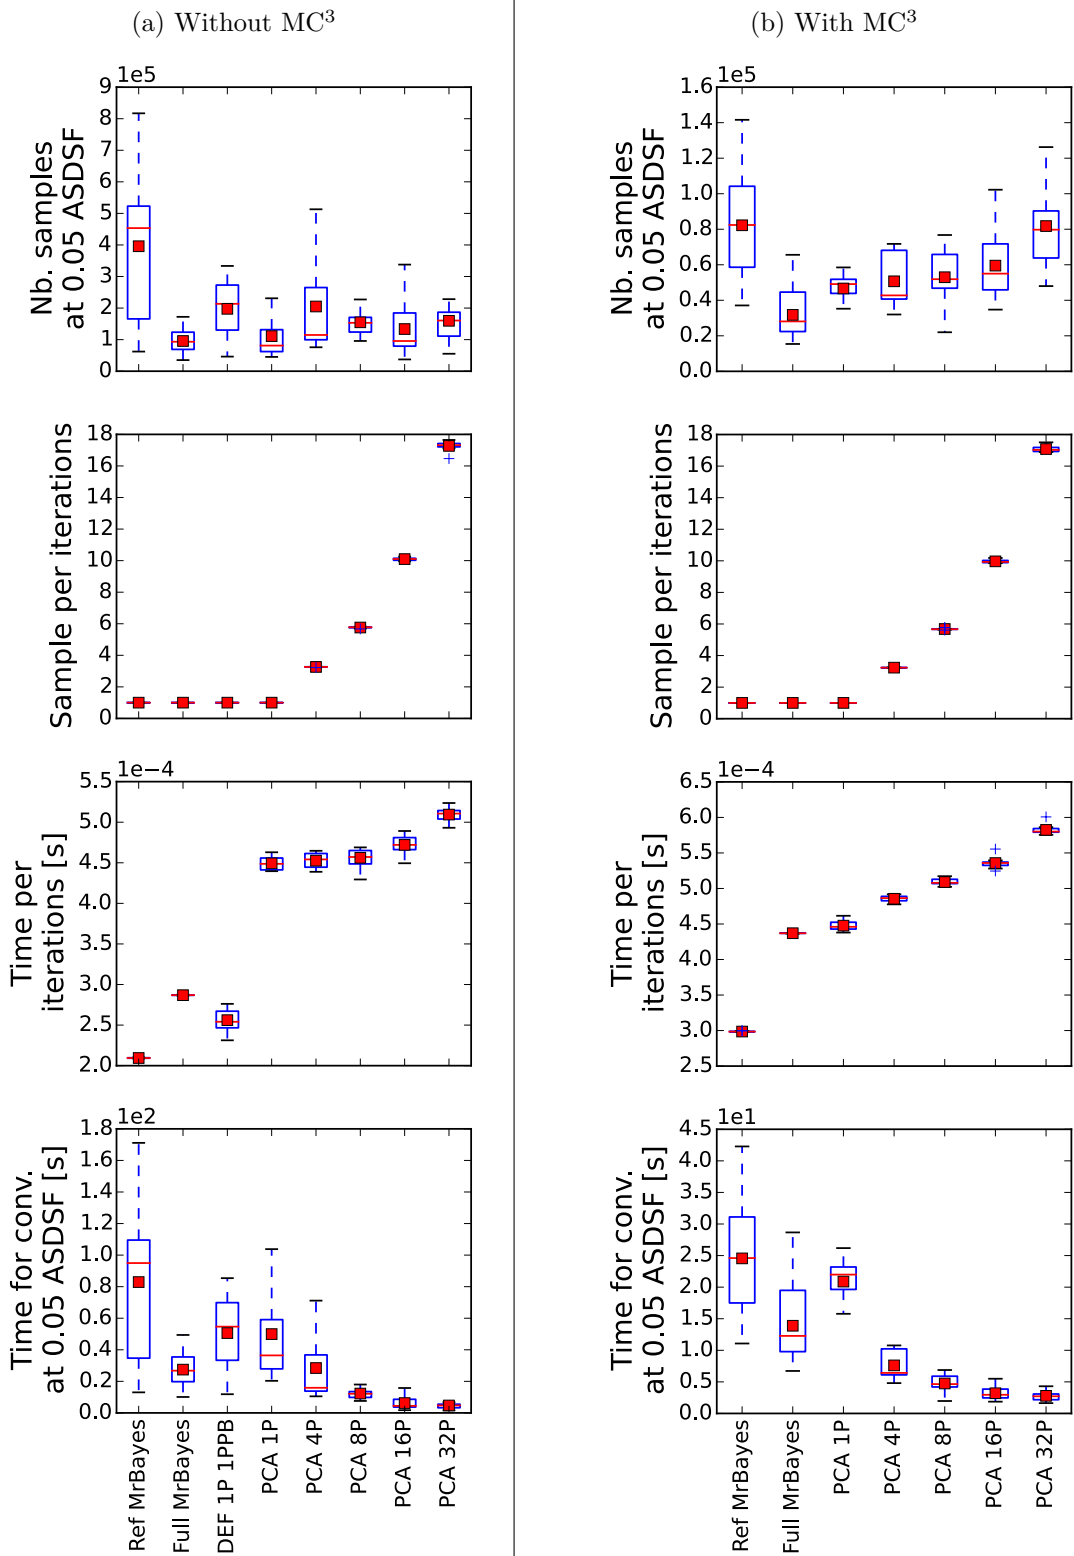 (a) Without MC³
(b) With MC³
1e5
9
8
7
6
5
4
3
2
1
0
Nb. samples
at 0.05 ASDSF
1e5
1.6
1.4
1.2
1.0
0.8
0.6
0.4
0.2
0.0
Nb. samples
at 0.05 ASDSF
18
16
14
12
10
8
6
4
2
0
Sample per iterations
18
16
14
12
10
8
6
4
2
0
Sample per iterations
1e−4
5.5
5.0
4.5
4.0
3.5
3.0
2.5
2.0
Time per
iterations [s]
1e−4
6.5
6.0
5.5
5.0
4.5
4.0
3.5
3.0
2.5
Time per
iterations [s]
1e2
1.8
1.6
1.4
1.2
1.0
0.8
0.6
0.4
0.2
0.0
Time for conv.
at 0.05 ASDSF [s]
Ref MrBayes
Full MrBayes
DEF 1P 1PPB
PCA 1P
PCA 4P
PCA 8P
PCA 16P
PCA 32P
1e1
4.5
4.0
3.5
3.0
2.5
2.0
1.5
1.0
0.5
0.0
Time for conv.
at 0.05 ASDSF [s]
Ref MrBayes
Full MrBayes
PCA 1P
PCA 4P
PCA 8P
PCA 16P
PCA 32P